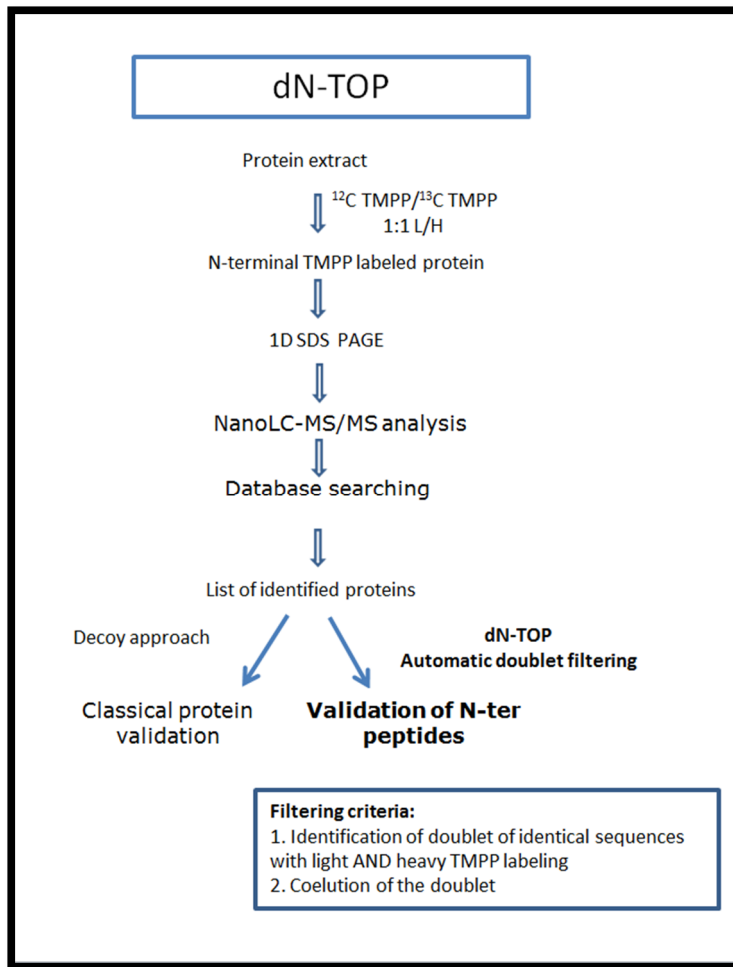 dN-TOP
Protein extract
¹²C TMPP/¹³C TMPP
1:1 L/H
N-terminal TMPP labeled protein
1D SDS PAGE
NanoLC-MS/MS analysis
Database searching
List of identified proteins
Decoy approach
dN-TOP
Automatic doublet filtering
Classical protein
validation
Validation of N-ter
peptides
Filtering criteria:
1. Identification of doublet of identical sequences
with light AND heavy TMPP labeling
2. Coelution of the doublet